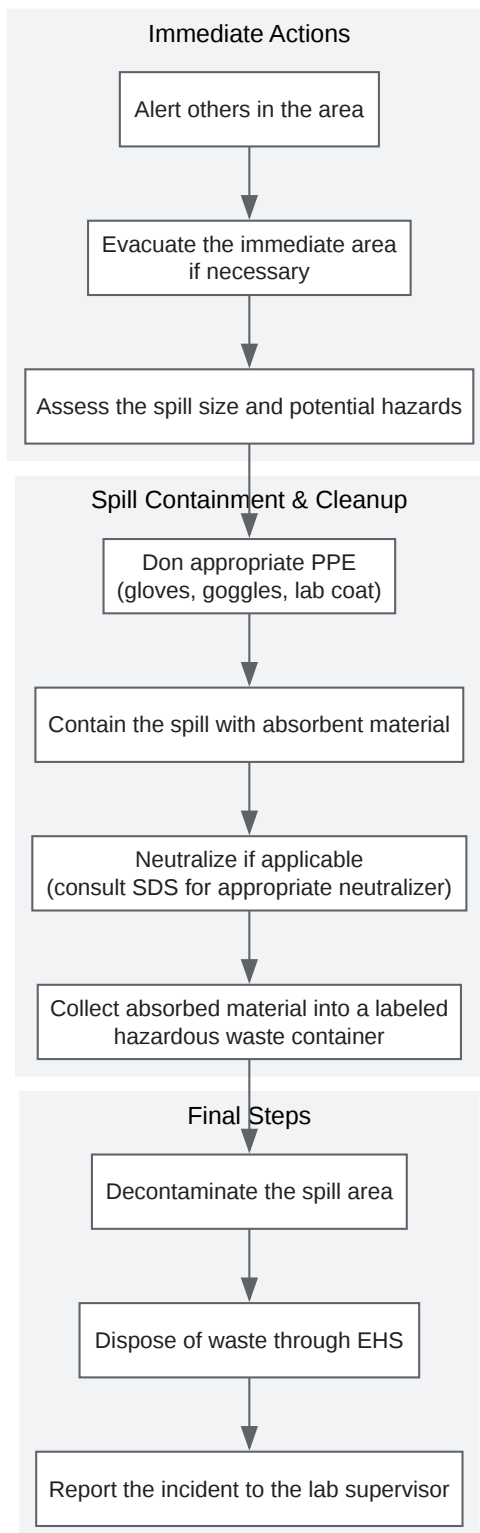 Immediate Actions
Alert others in the area
Evacuate the immediate area
if necessary
Assess the spill size and potential hazards
Spill Containment & Cleanup
Don appropriate PPE
(gloves, goggles, lab coat)
Contain the spill with absorbent material
Neutralize if applicable
(consult SDS for appropriate neutralizer)
Collect absorbed material into a labeled
hazardous waste container
Final Steps
Decontaminate the spill area
Dispose of waste through EHS
Report the incident to the lab supervisor